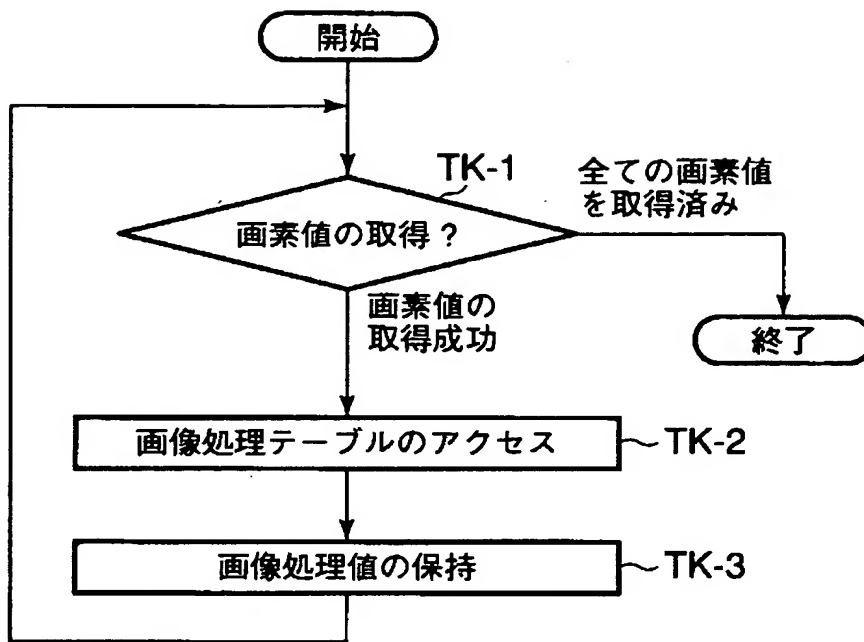 開始
TK-1
全ての画素値
を取得済み
画素値の取得？
画素値の
取得成功
終了
画像処理テーブルのアクセス
TK-2
画像処理値の保持
TK-3